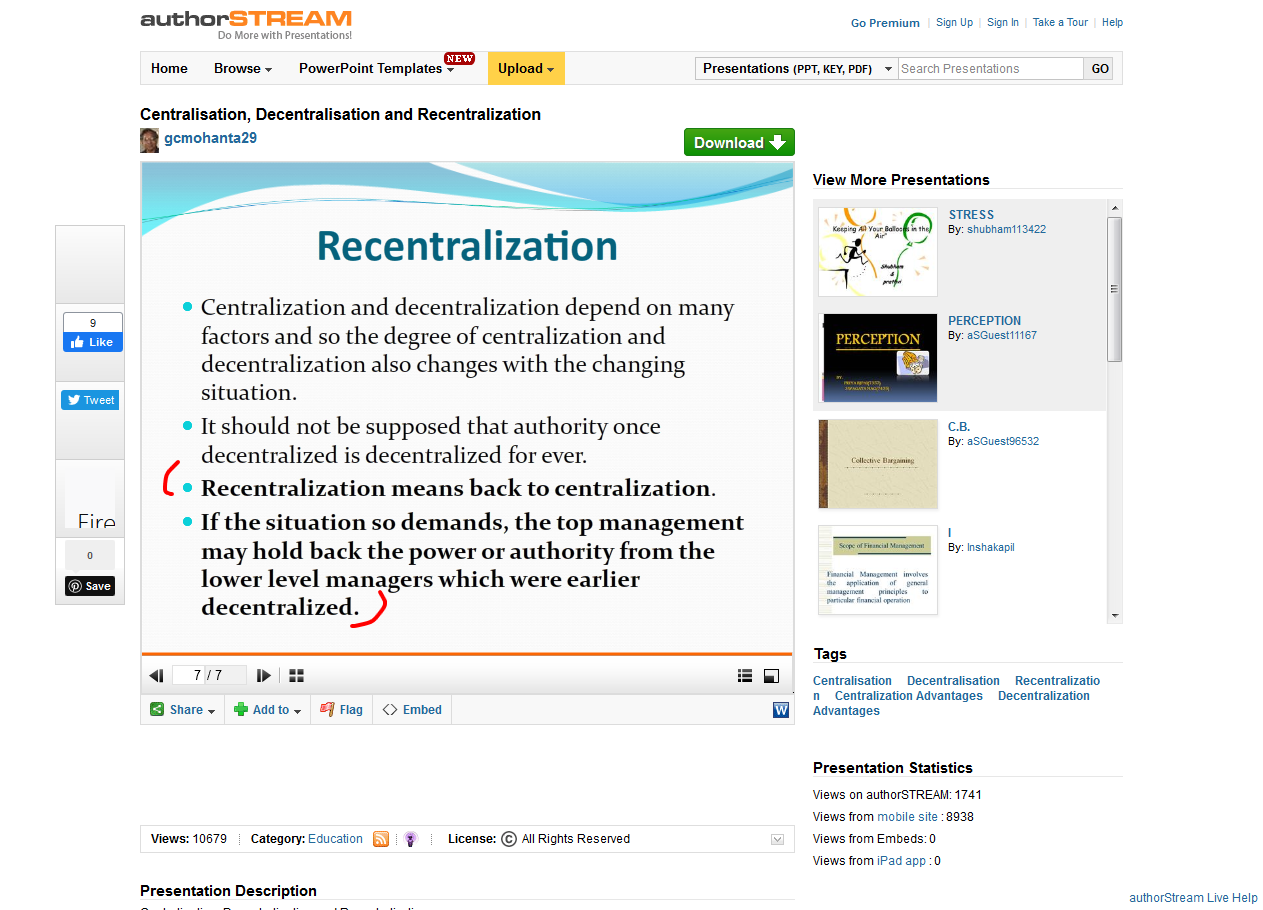 authorSTREAM
Do More with Presentations!
Go Premium | Sign Up | Sign In | Take a Tour | Help
Home Browse PowerPoint Templates NEW Upload Presentations (PPT, KEY, PDF) Search Presentations GO
Centralisation, Decentralisation and Recentralization
gcmohanta29
Download
Recentralization
Centralization and decentralization depend on many
factors and so the degree of centralization and
decentralization also changes with the changing
situation.
It should not be supposed that authority once
decentralized is decentralized for ever.
Recentralization means back to centralization.
If the situation so demands, the top management
may hold back the power or authority from the
lower level managers which were earlier
decentralized.
7 / 7
Share Add to Flag Embed W
9
Like
Tweet
Fire
0
Save
Views: 10679 Category: Education License: © All Rights Reserved
Presentation Description
View More Presentations
Keeping All Your Balloons in the
Air"
Shubham
&
STRESS
By: shubham113422
PERCEPTION
BY
PERCEPTION
By: aSGuest11167
Collective Bargaining
C.B.
By: aSGuest96532
Scope of Financial Management
Financial Management involves
the application of general
management principles to
particular financial operation
I
By: Inshakapil
Tags
Centralisation Decentralisation Recentralizatio
n Centralization Advantages Decentralization
Advantages
Presentation Statistics
Views on authorSTREAM: 1741
Views from mobile site : 8938
Views from Embeds: 0
Views from iPad app : 0
authorStream Live Help